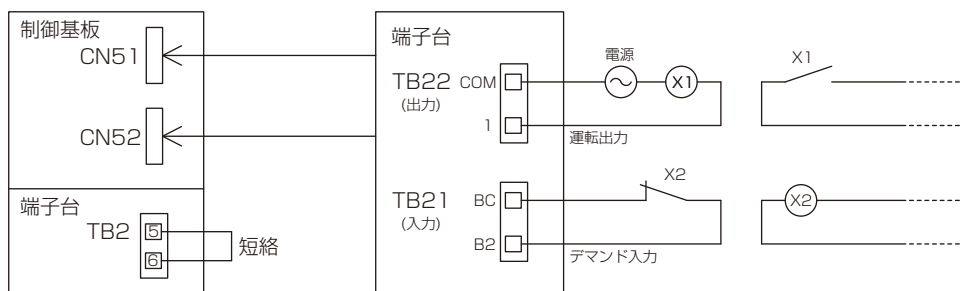 制御基板
CN51
CN52
端子台
TB2
5
6
短絡
端子台
TB22
(出力)
COM
1
電源
X1
運転出力
X1
TB21
(入力)
BC
B2
X2
デマンド入力
X2